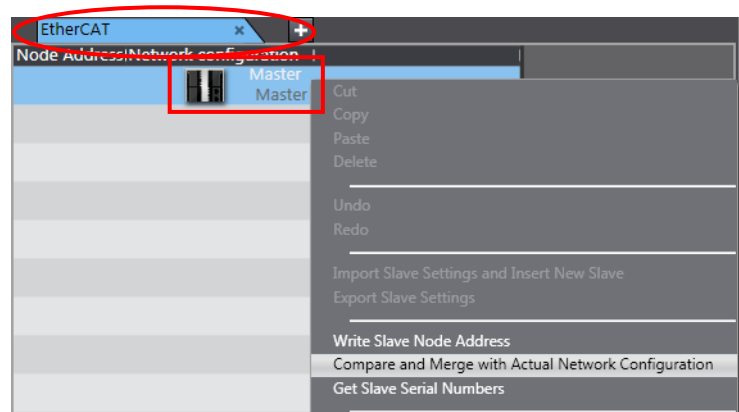 EtherCAT × +
Node Address|Network configuration
Master
Master
Cut
Copy
Paste
Delete
Undo
Redo
Import Slave Settings and Insert New Slave
Export Slave Settings
Write Slave Node Address
Compare and Merge with Actual Network Configuration
Get Slave Serial Numbers